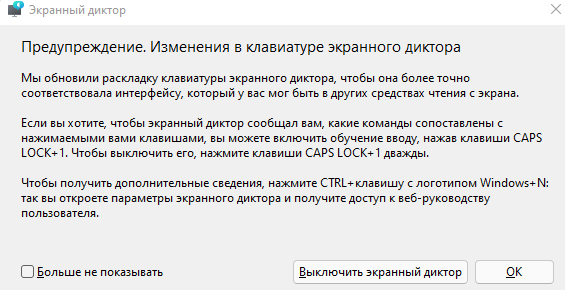 Экранный диктор
Предупреждение. Изменения в клавиатуре экранного диктора
Мы обновили раскладку клавиатуры экранного диктора, чтобы она более точно
соответствовала интерфейсу, который у вас мог быть в других средствах чтения с экрана.
Если вы хотите, чтобы экранный диктор сообщал вам, какие команды сопоставлены с
нажимаемыми вами клавишами, вы можете включить обучение вводу, нажав клавиши CAPS
LOCK+1. Чтобы выключить его, нажмите клавиши CAPS LOCK+1 дважды.
Чтобы получить дополнительные сведения, нажмите CTRL+клавишу с логотипом Windows+N:
так вы откроете параметры экранного диктора и получите доступ к веб-руководству
пользователя.
Больше не показывать
Выключить экранный диктор
OK